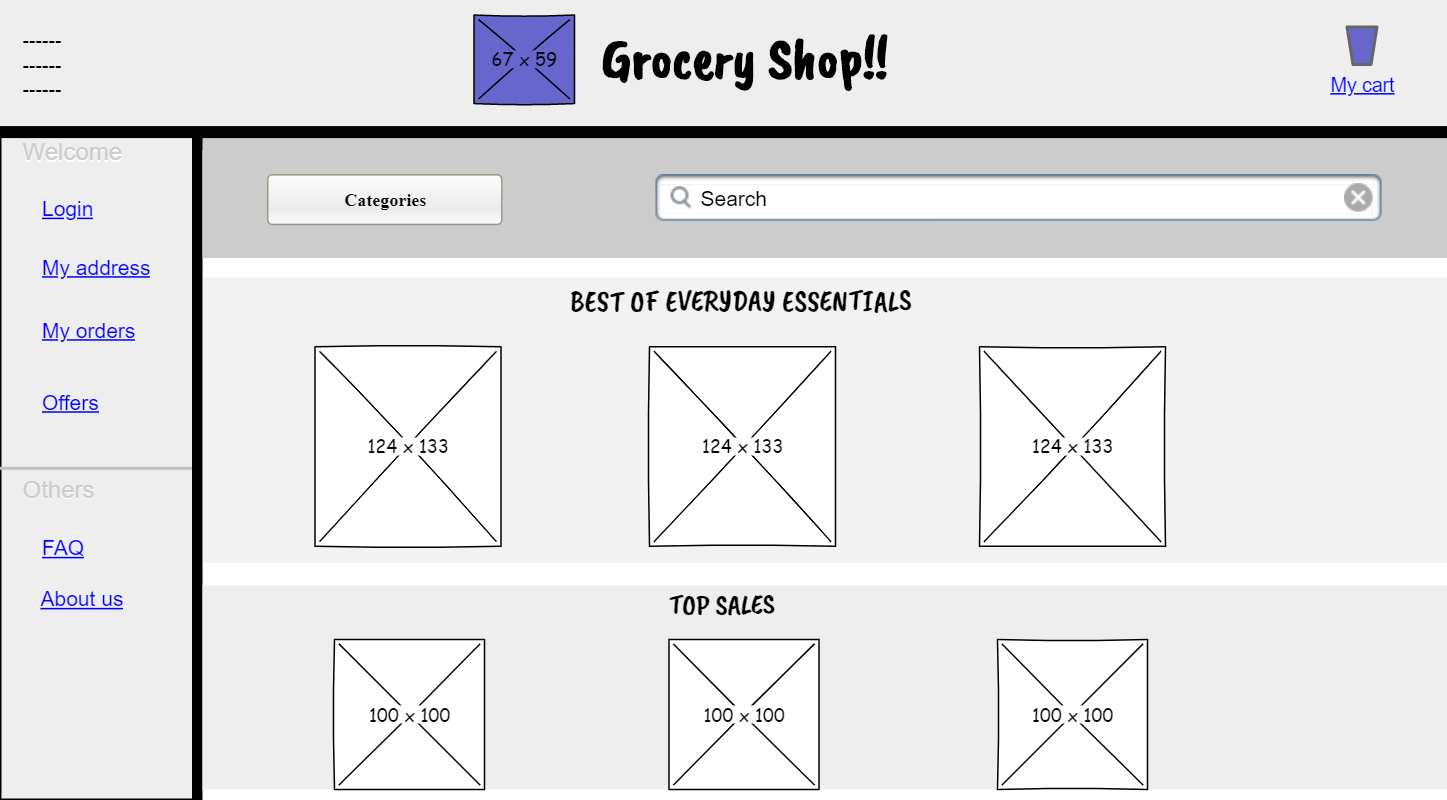 ------
------
------
67 x 59
Grocery Shop!!
My cart
Welcome
Login
My address
My orders
Offers
Others
FAQ
About us
Categories
Search
BEST OF EVERYDAY ESSENTIALS
124 x 133
124 x 133
124 x 133
TOP SALES
100 x 100
100 x 100
100 x 100